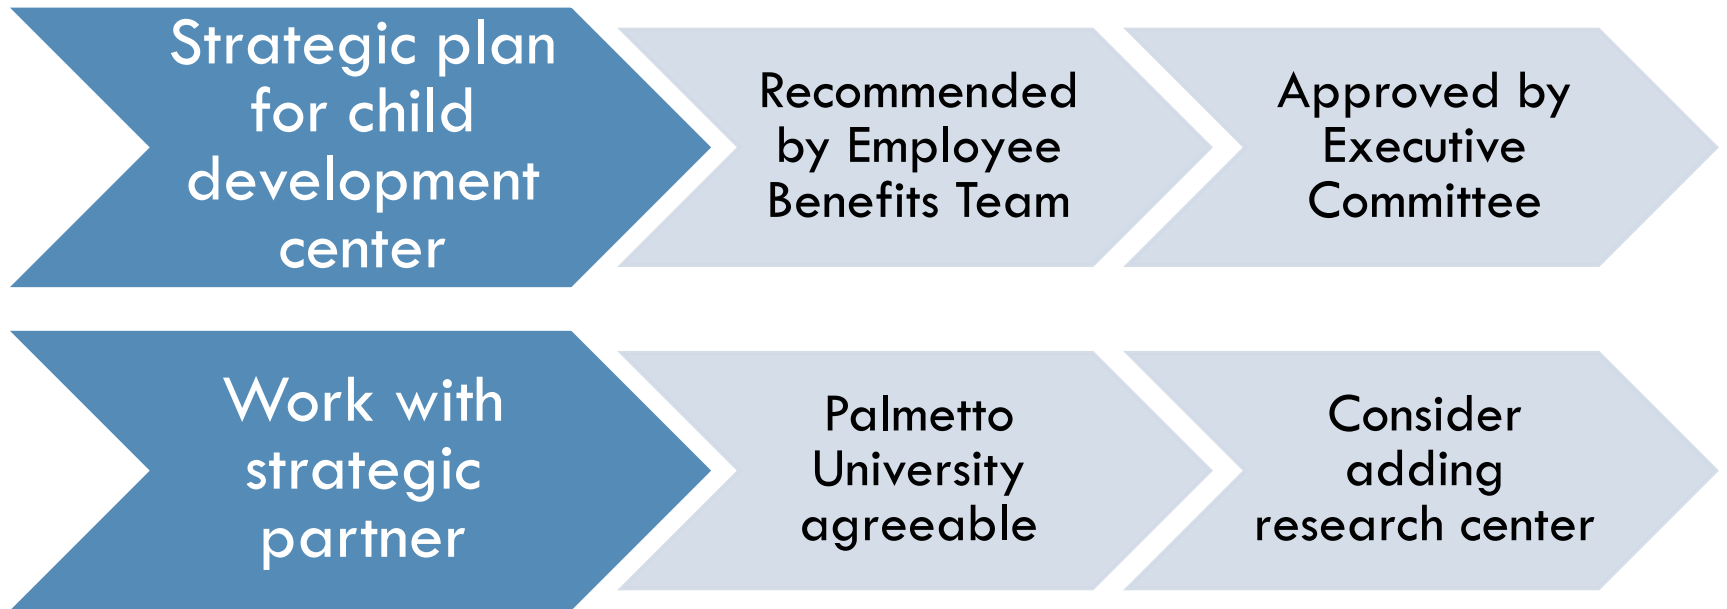 Strategic plan
for child
development
center
Recommended
by Employee
Benefits Team
Approved by
Executive
Committee
Work with
strategic
partner
Palmetto
University
agreeable
Consider
adding
research center